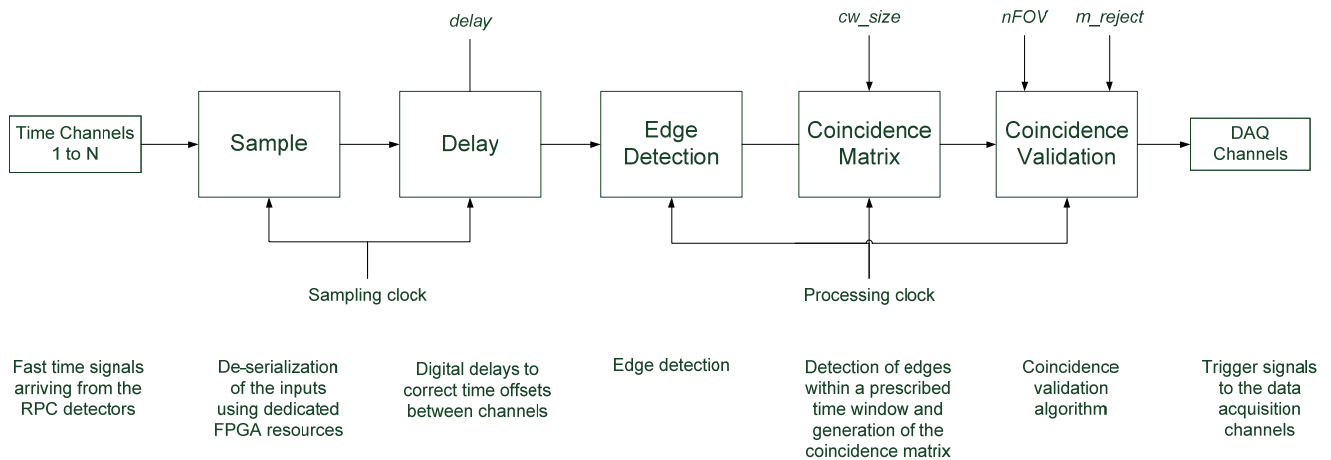 delay
cw_size
nFOV
m_reject
Time Channels
1 to N
Sample
Delay
Edge
Detection
Coincidence
Matrix
Coincidence
Validation
DAQ
Channels
Sampling clock
Processing clock
Fast time signals
arriving from the
RPC detectors
De-serialization
of the inputs
using dedicated
FPGA resources
Digital delays to
correct time offsets
between channels
Edge detection
Detection of edges
within a prescribed
time window and
generation of the
coincidence matrix
Coincidence
validation
algorithm
Trigger signals
to the data
acquisition
channels